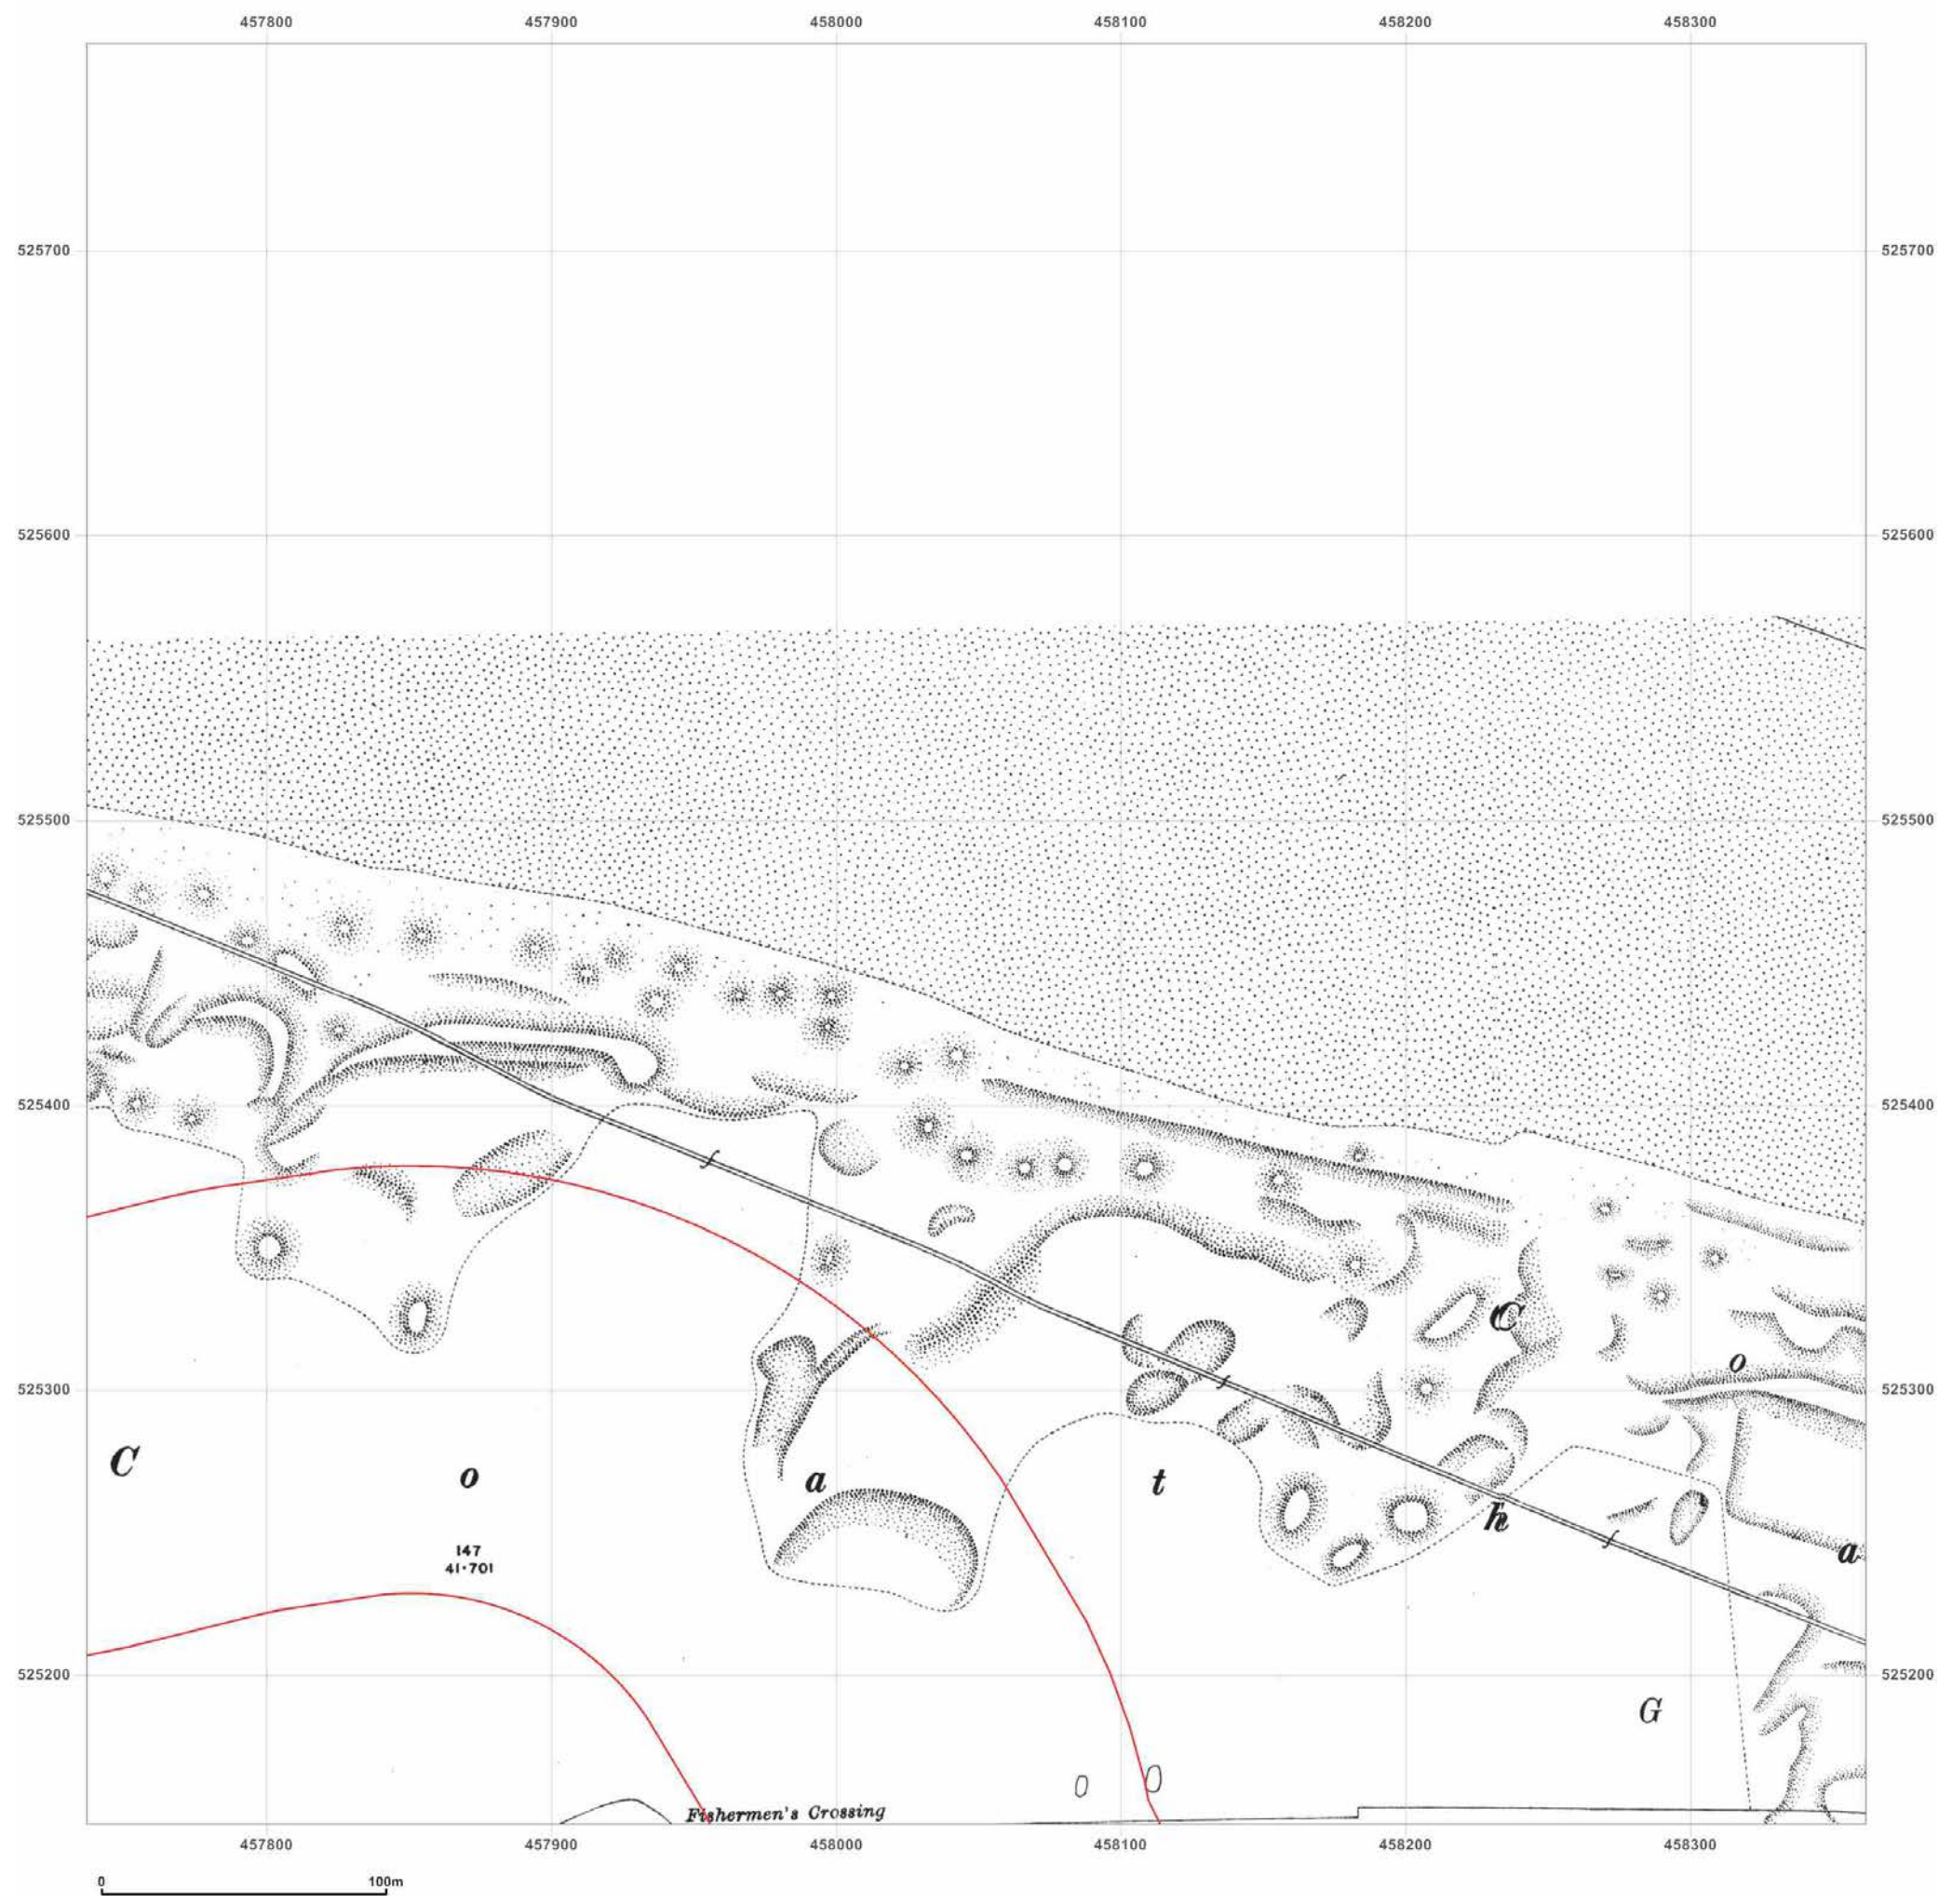 457800 457900 458000 458100 458200 458300
525700 525700
525600 525600
525500 525500
525400 525400
C
o
525300 525300
C o a t h a
147
41·701
525200 525200
G
Fishermen's Crossing
457800 457900 458000 458100 458200 458300
0 100m